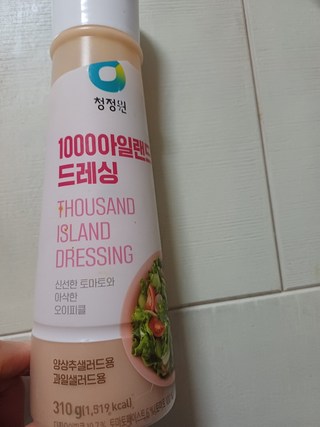 청정원
1000아일랜드
드레싱
THOUSAND
ISLAND
DRESSING
신선한 토마토와
아삭한
오이피클
양상추샐러드용
과일샐러드용
310 g(1,519 kcal)